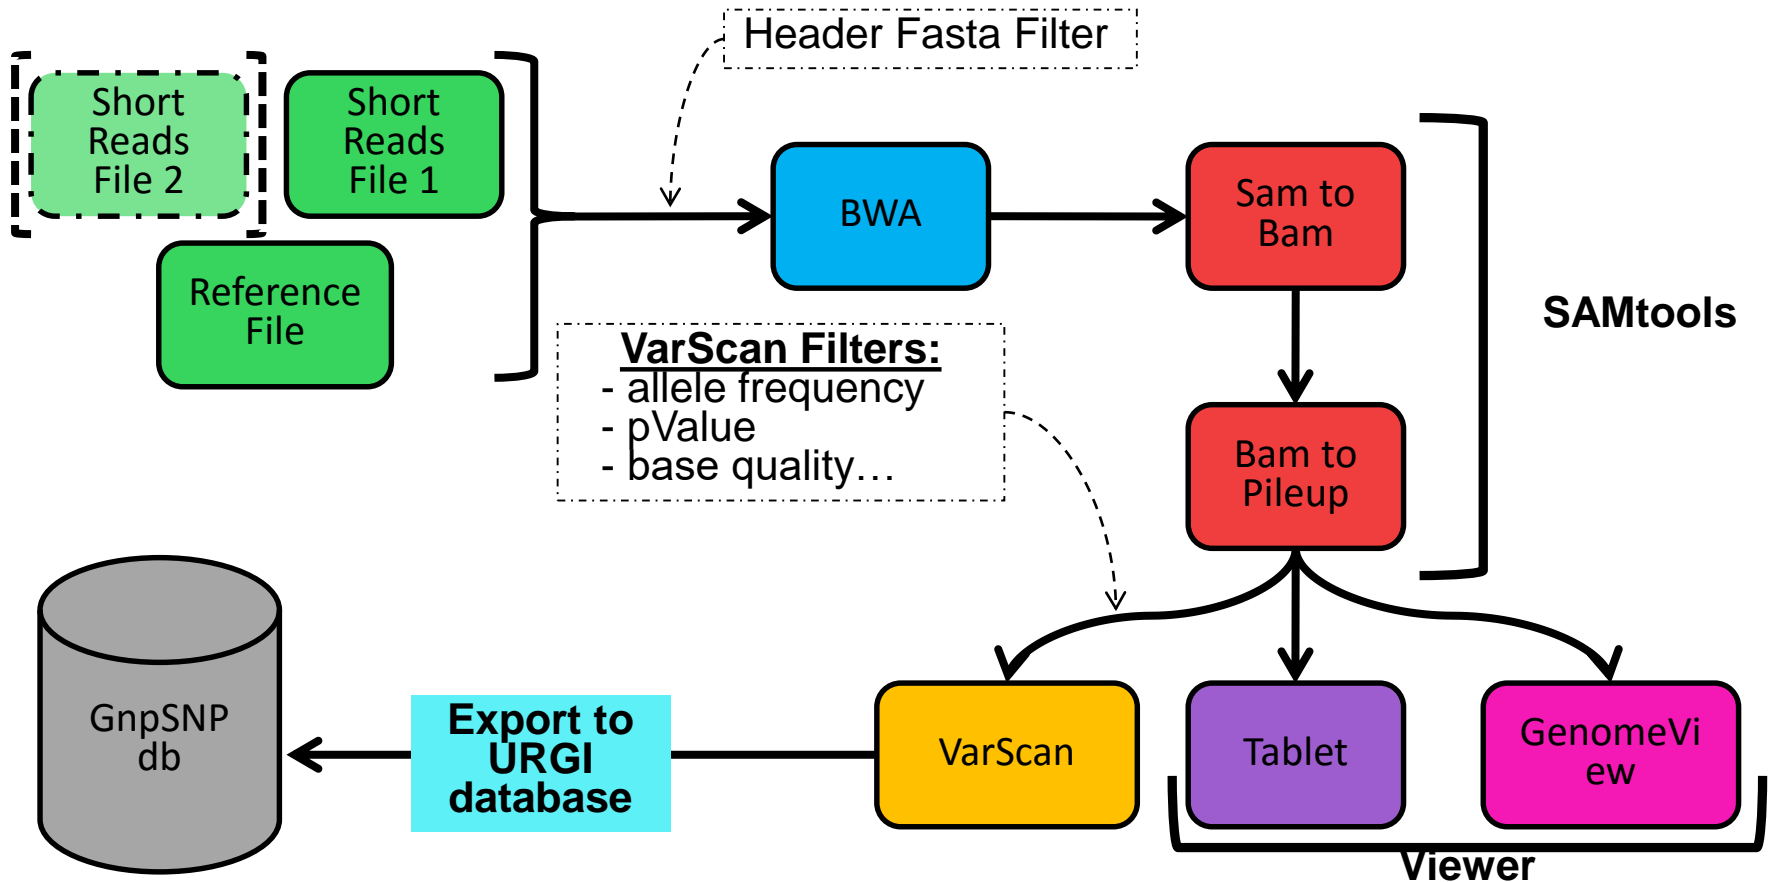 Header Fasta Filter
Short
Reads
File 2
Short
Reads
File 1
Reference
File
BWA
Sam to
Bam
SAMtools
VarScan Filters:
- allele frequency
- pValue
- base quality…
Bam to
Pileup
GnpSNP
db
Export to
URGI
database
VarScan
Tablet
GenomeVi
ew
Viewer